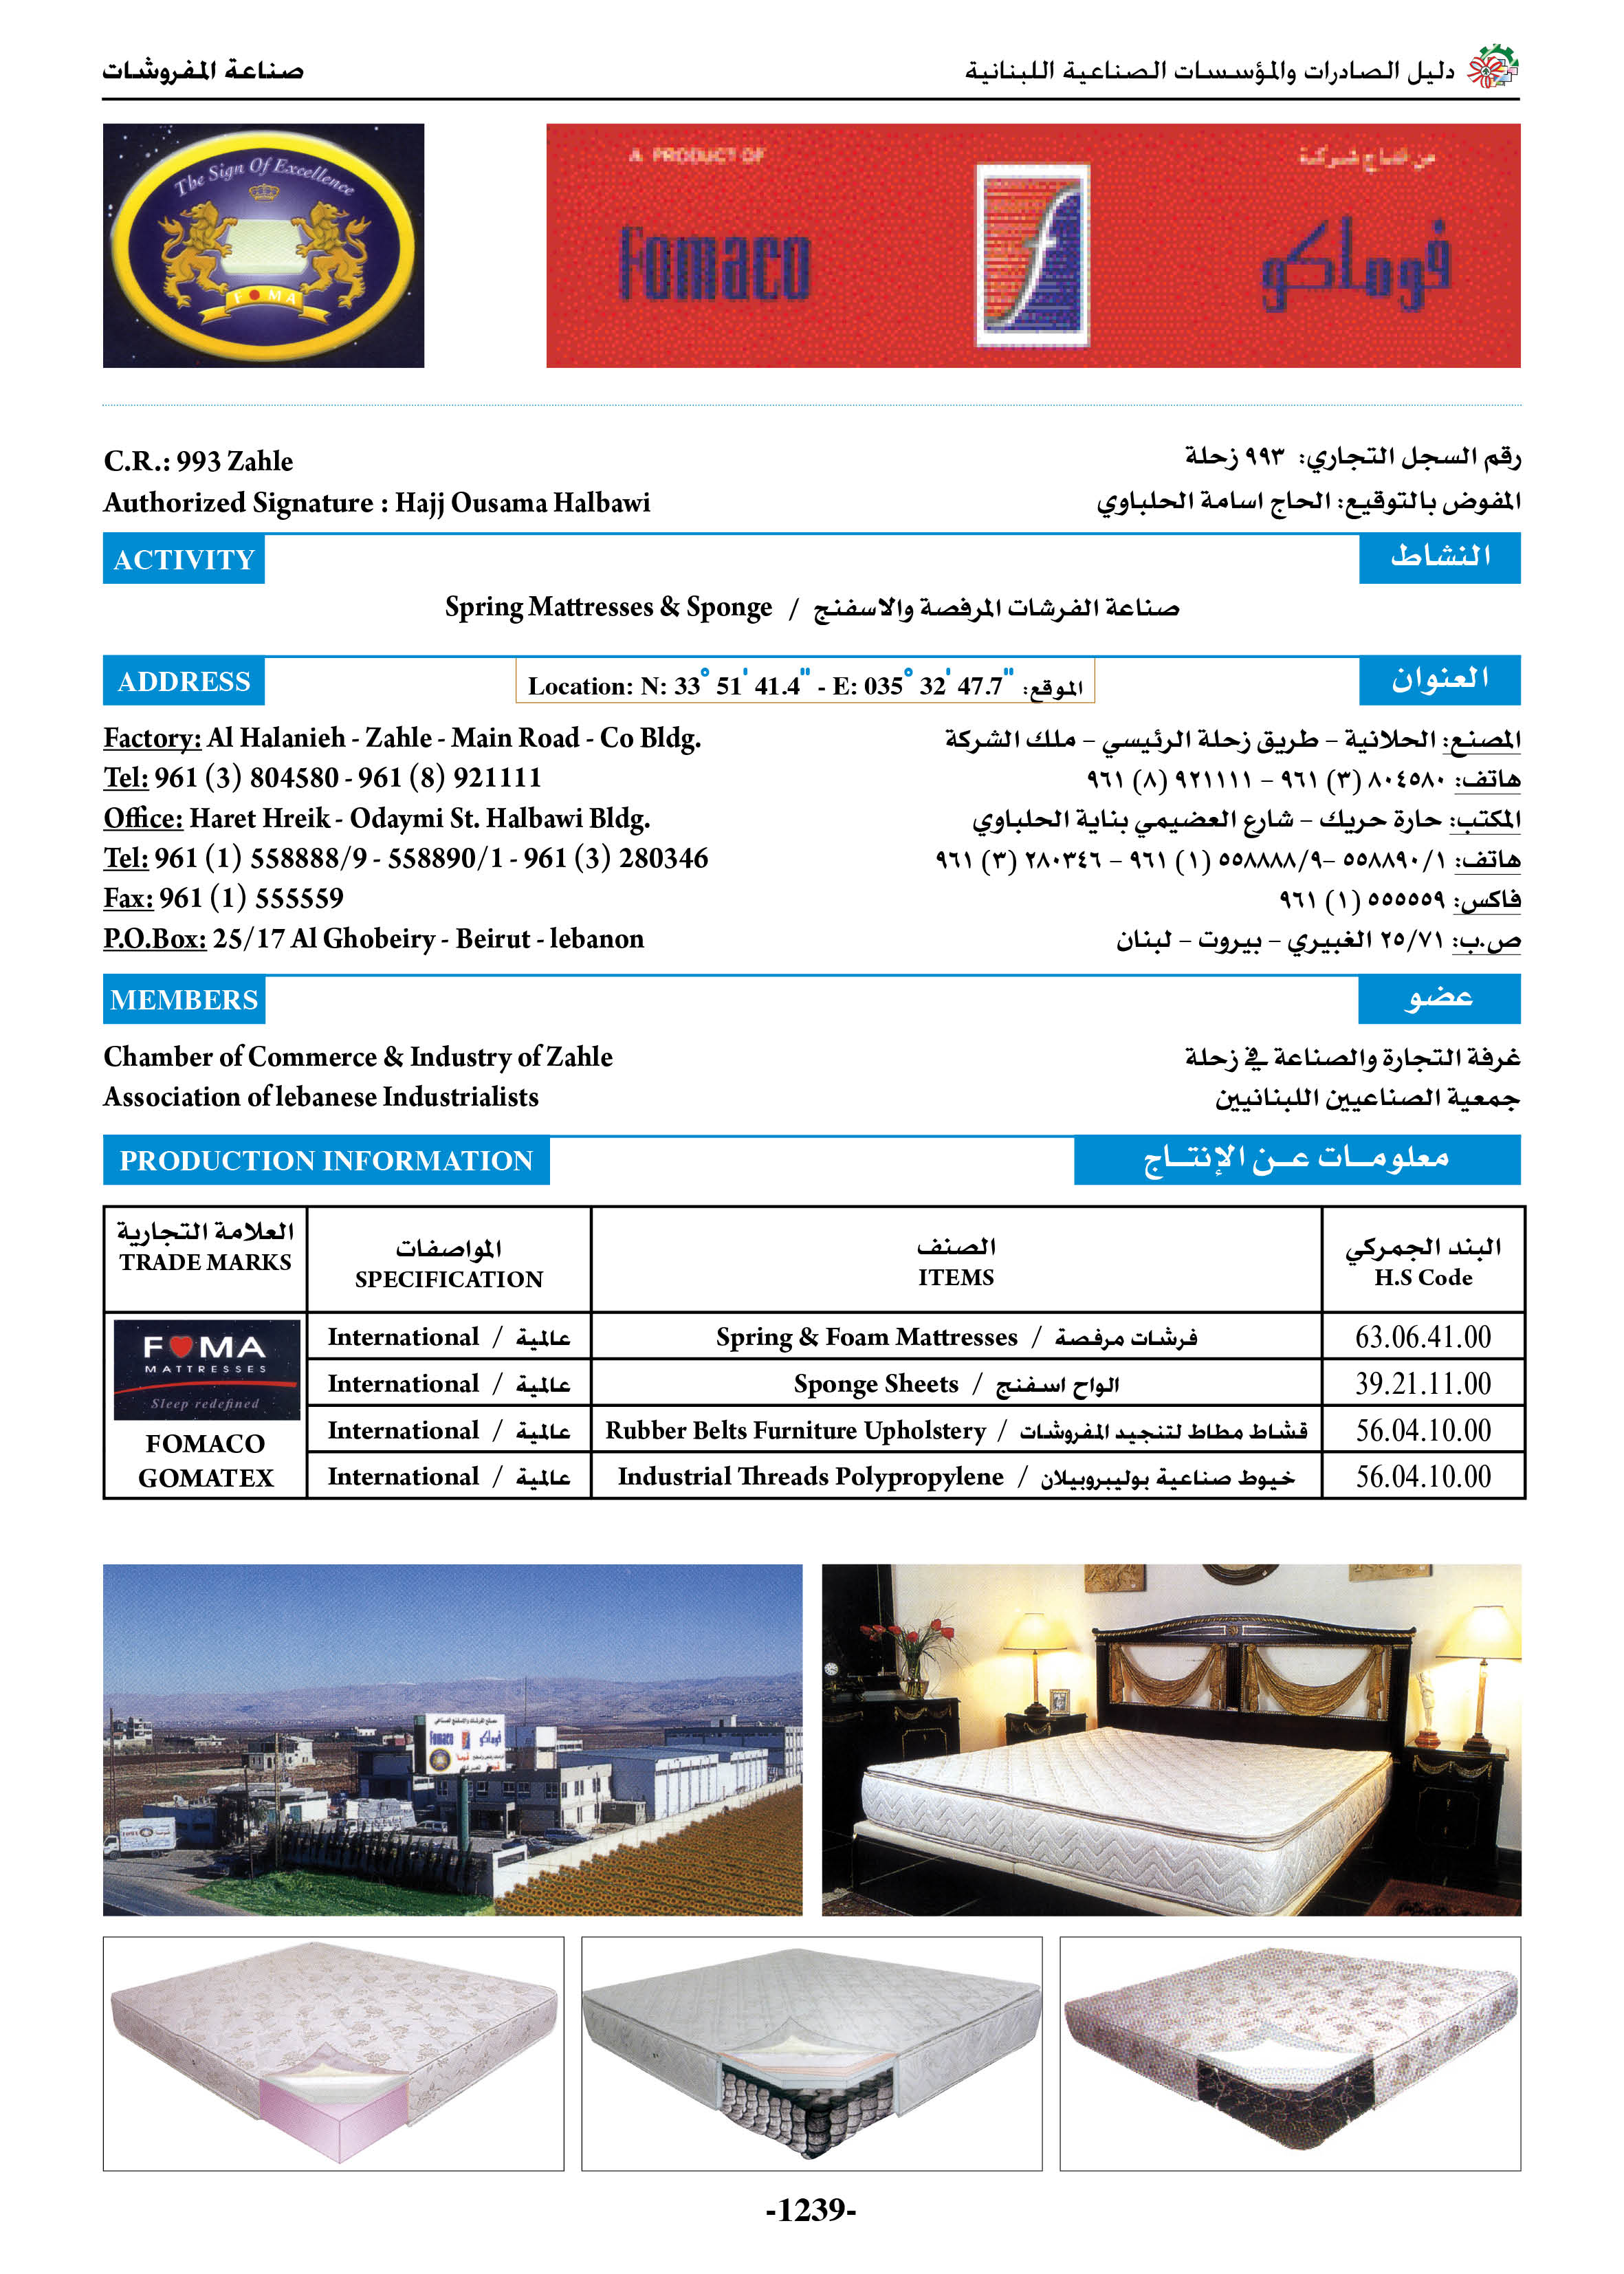 صناعة المفروشات
دليل الصادرات والمؤسسات الصناعية اللبنانية
The Sign Of Excellence
FOMA
A PRODUCT OF
من انتاج شركة
Fomaco
f
فوماكو
C.R.: 993 Zahle
رقم السجل التجاري: ٩٩٣ زحلة
Authorized Signature : Hajj Ousama Halbawi
المفوض بالتوقيع: الحاج اسامة الحلباوي
ACTIVITY
النشاط
Spring Mattresses & Sponge / صناعة الفرشات المرفصة والاسفنج
ADDRESS
Location: N: 33° 51' 41.4" - E: 035° 32' 47.7" :الموقع
العنوان
Factory: Al Halanieh - Zahle - Main Road - Co Bldg.
المصنع: الحلانية – طريق زحلة الرئيسي – ملك الشركة
Tel: 961 (3) 804580 - 961 (8) 921111
هاتف: ٨٠٤٥٨٠ (٣) ٩٦١ – ٩٢١١١١ (٨) ٩٦١
Office: Haret Hreik - Odaymi St. Halbawi Bldg.
المكتب: حارة حريك – شارع العضيمي بناية الحلباوي
Tel: 961 (1) 558888/9 - 558890/1 - 961 (3) 280346
هاتف: ٥٥٨٨٩٠/١ –٥٥٨٨٨٨/٩ (١) ٩٦١ – ٢٨٠٣٤٦ (٣) ٩٦١
Fax: 961 (1) 555559
فاكس: ٥٥٥٥٥٩ (١) ٩٦١
P.O.Box: 25/17 Al Ghobeiry - Beirut - lebanon
ص.ب: ٢٥/٧١ الغبيري – بيروت – لبنان
MEMBERS
عضو
Chamber of Commerce & Industry of Zahle
غرفة التجارة والصناعة في زحلة
Association of lebanese Industrialists
جمعية الصناعيين اللبنانيين
PRODUCTION INFORMATION
معلومات عن الإنتاج
العلامة التجارية
TRADE MARKS
المواصفات
SPECIFICATION
الصنف
ITEMS
البند الجمركي
H.S Code
FOMA
MATTRESSES
Sleep redefined
FOMACO
GOMATEX
International / عالمية
Spring & Foam Mattresses / فرشات مرفصة
63.06.41.00
International / عالمية
Sponge Sheets / الواح اسفنج
39.21.11.00
International / عالمية
Rubber Belts Furniture Upholstery / قشاط مطاط لتنجيد المفروشات
56.04.10.00
International / عالمية
Industrial Threads Polypropylene / خيوط صناعية بوليبروبيلان
56.04.10.00
Fomaco
فوماكو
-1239-